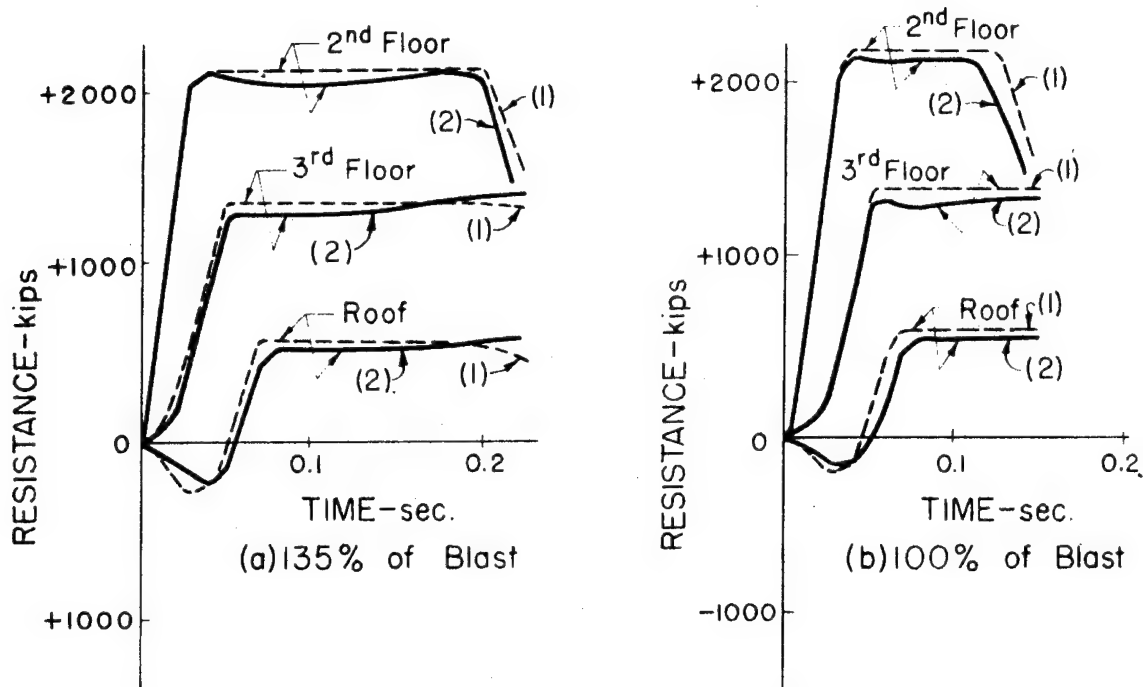 2nd Floor
+2000
(1)
(2)
3rd Floor
+1000
(2)
(1)
Roof
(2)
(1)
0
0.1
0.2
RESISTANCE-kips
TIME-sec.
(a) 135% of Blast
+1000
2nd Floor
+2000
(1)
(2)
3rd Floor
(1)
(2)
+1000
Roof
(1)
(2)
0
0.1
0.2
RESISTANCE-kips
TIME-sec.
(b) 100% of Blast
-1000